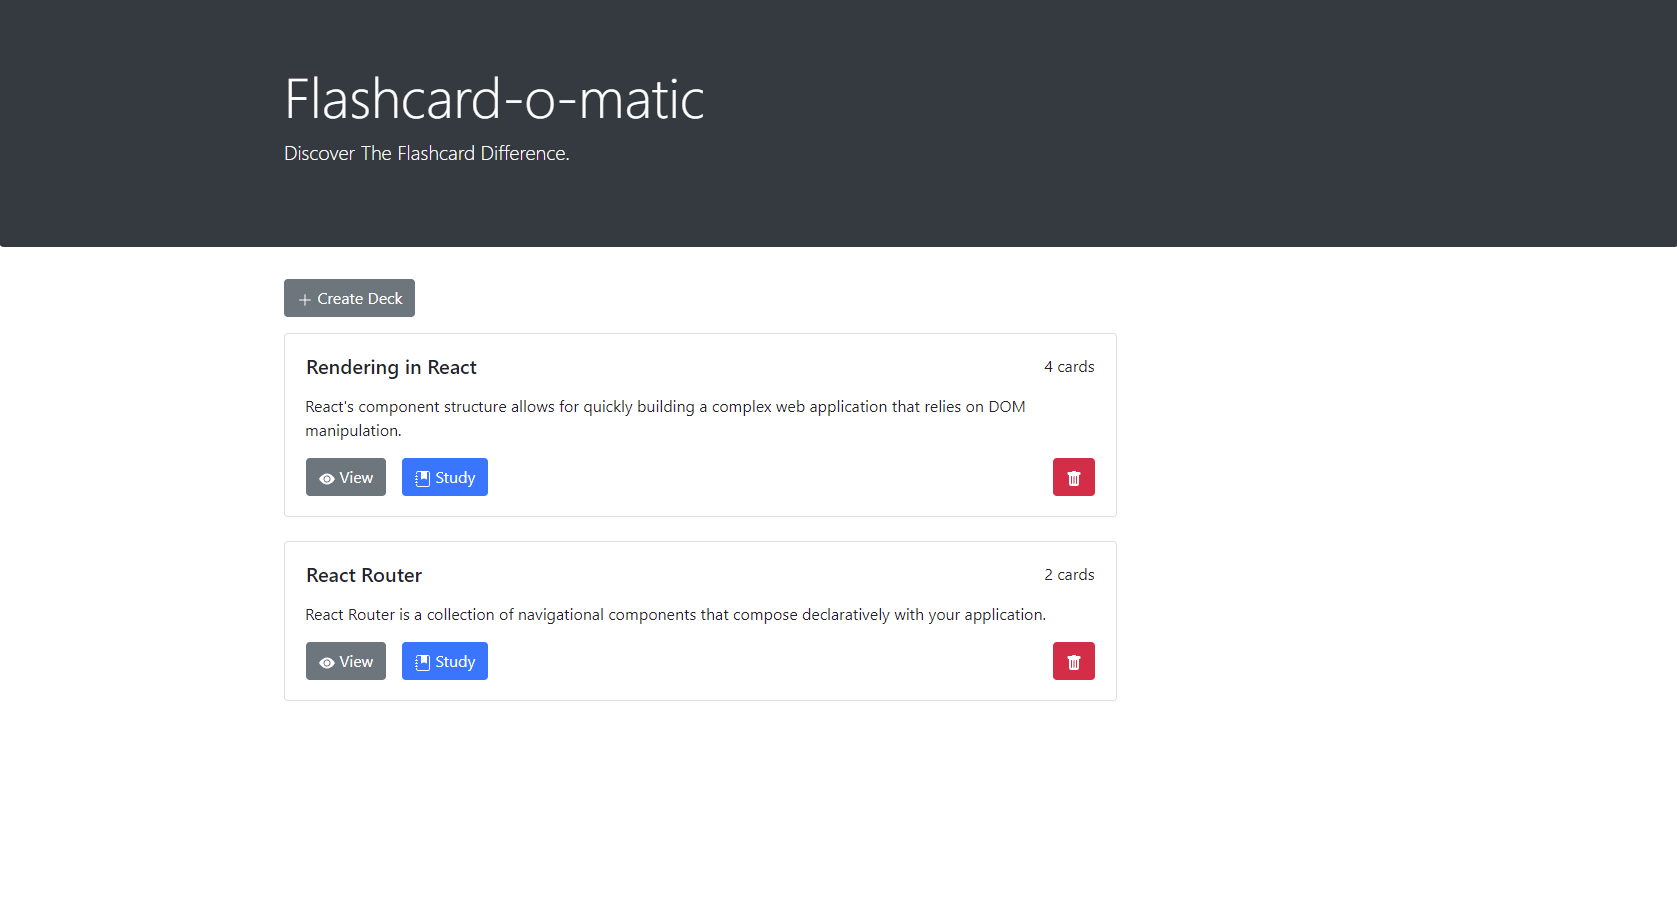 Flashcard-o-matic
Discover The Flashcard Difference.
Create Deck
Rendering in React
4 cards
React's component structure allows for quickly building a complex web application that relies on DOM
manipulation.
View
Study
React Router
2 cards
React Router is a collection of navigational components that compose declaratively with your application.
View
Study